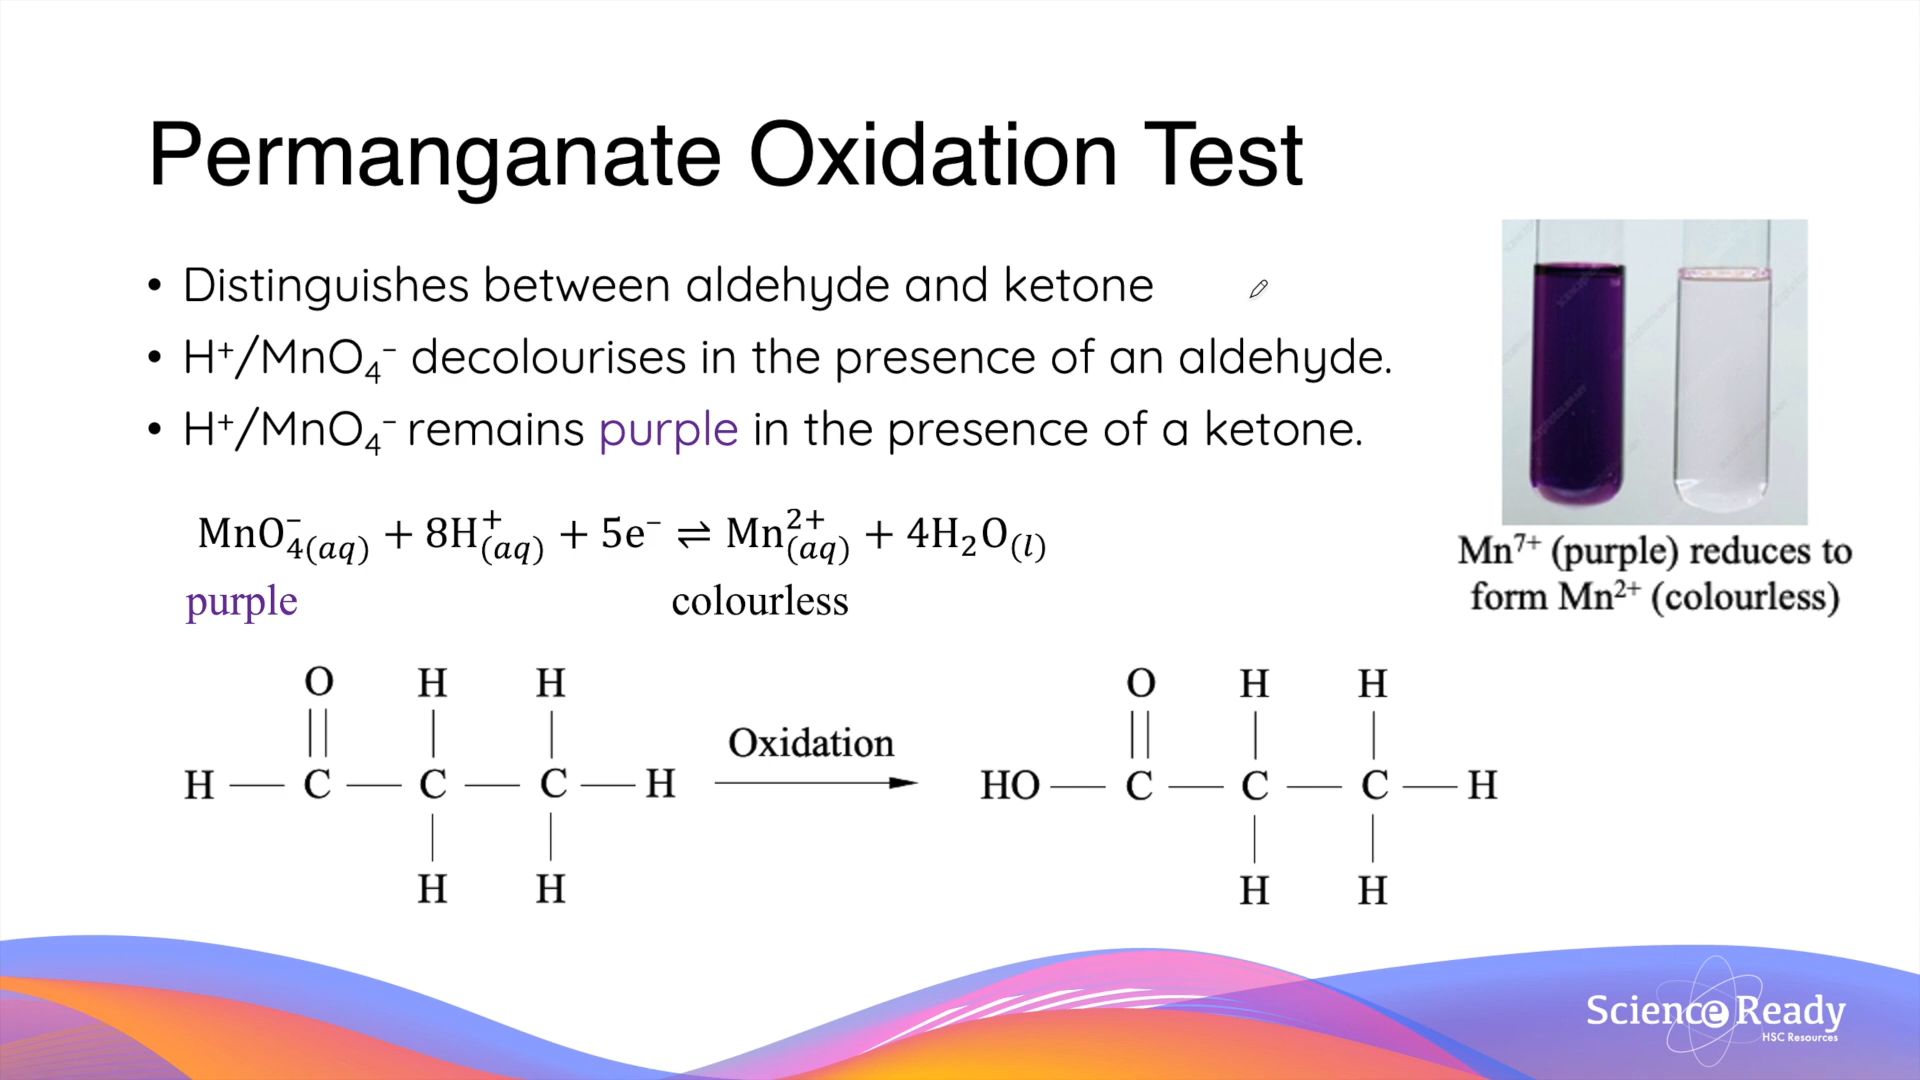 Permanganate Oxidation Test
• Distinguishes between aldehyde and ketone
• H⁺/MnO₄⁻ decolourises in the presence of an aldehyde.
• H⁺/MnO₄⁻ remains purple in the presence of a ketone.
MnO₄⁻(aq) + 8H⁺(aq) + 5e⁻ ⇌ Mn²⁺(aq) + 4H₂O(l)
purple colourless
Mn⁷⁺ (purple) reduces to
form Mn²⁺ (colourless)
O H H
H — C — C — C — H
H H
Oxidation
O H H
HO — C — C — C — H
H H
Science Ready
HSC Resources